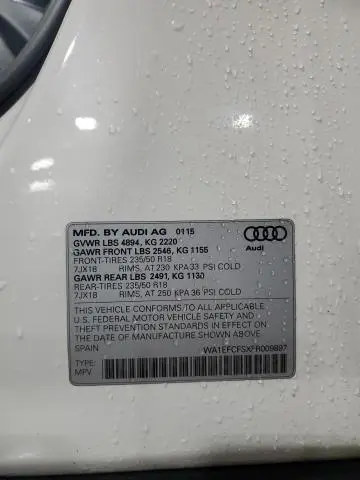 MFD. BY AUDI AG 01 15
GVWR LBS 4894, KG 2220
GAWR FRONT LBS 2546, KG 1155
FRONT-TIRES 235/50 R18
7JX18 RIMS, AT 230 KPA 33 PSI COLD
GAWR REAR LBS 2491, KG 1130
REAR-TIRES 235/50 R18
7JX18 RIMS, AT 250 KPA 36 PSI COLD
Audi
THIS VEHICLE CONFORMS TO ALL APPLICABLE
U.S. FEDERAL MOTOR VEHICLE SAFETY AND
THEFT PREVENTION STANDARDS IN EFFECT ON
THE DATE OF MANUFACTURE SHOWN ABOVE.
SPAIN WA1EFCFSXFR009897
TYPE:
MPV